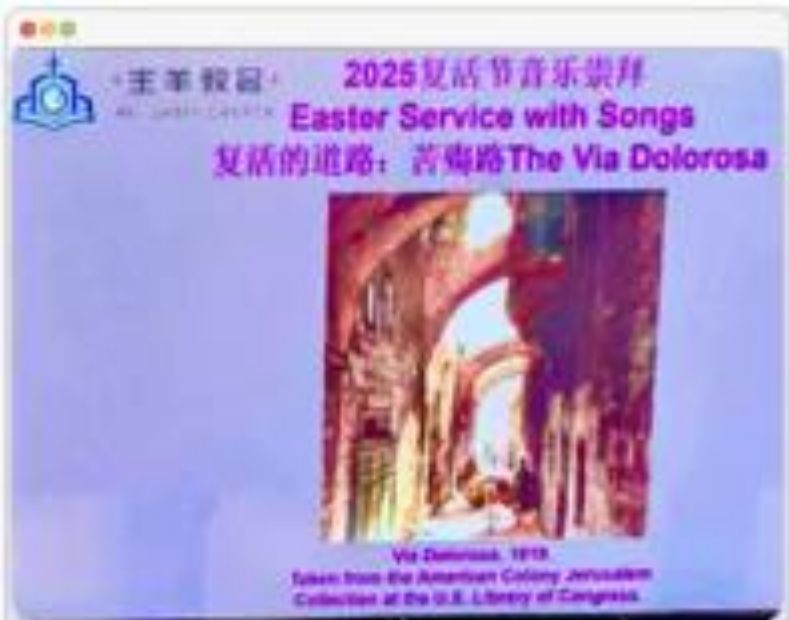 主羊教会
2025复活节音乐崇拜
Easter Service with Songs
复活的道路：苦殇路The Via Dolorosa
Via Dolorosa,
Taken from the American Colony Jerusalem
Collection at the U.S. Library of Congress.